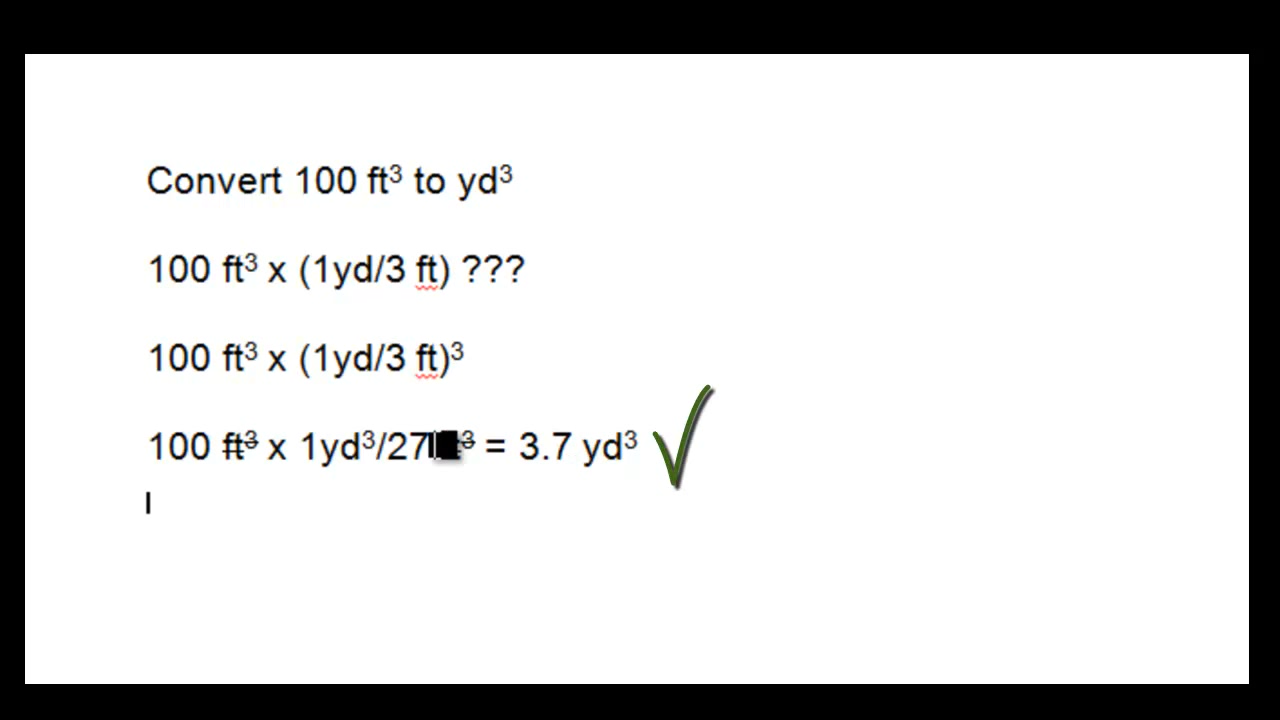 Convert 100 ft³ to yd³
100 ft³ x (1yd/3 ft) ???
100 ft³ x (1yd/3 ft)³
100 ft³ x 1yd³/27 ³ = 3.7 yd³